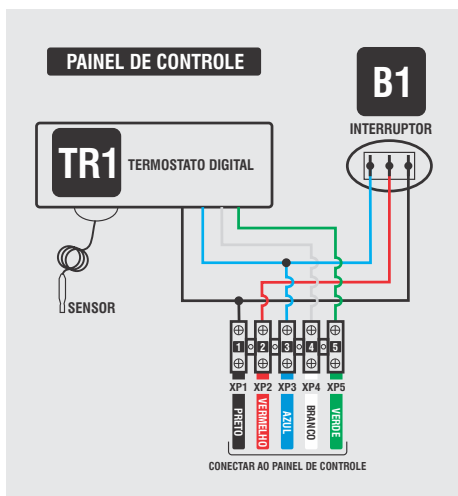 PAINEL DE CONTROLE
B1
INTERRUPTOR
TR1 TERMOSTATO DIGITAL
SENSOR
1 2 3 4 5
XP1 XP2 XP3 XP4 XP5
PRETO VERMELHO AZUL BRANCO VERDE
CONECTAR AO PAINEL DE CONTROLE